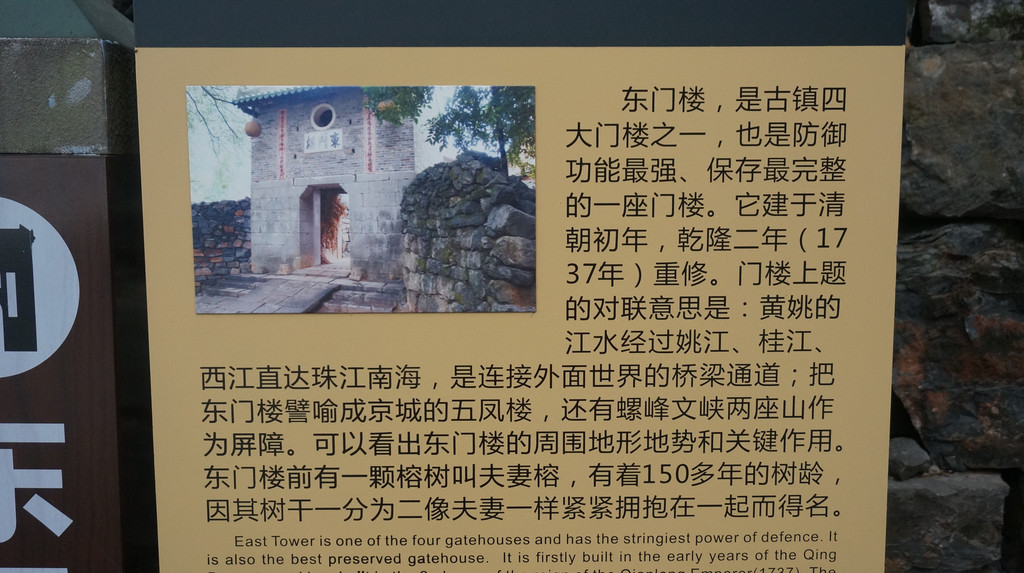 东门楼，是古镇四
大门楼之一，也是防御
功能最强、保存最完整
的一座门楼。它建于清
朝初年，乾隆二年（17
37年）重修。门楼上题
的对联意思是：黄姚的
江水经过姚江、桂江、
西江直达珠江南海，是连接外面世界的桥梁通道；把
东门楼譬喻成京城的五凤楼，还有螺峰文峡两座山作
为屏障。可以看出东门楼的周围地形地势和关键作用。
东门楼前有一颗榕树叫夫妻榕，有着150多年的树龄，
因其树干一分为二像夫妻一样紧紧拥抱在一起而得名。
East Tower is one of the four gatehouses and has the stringiest power of defence. It
is also the best preserved gatehouse. It is firstly built in the early years of the Qing